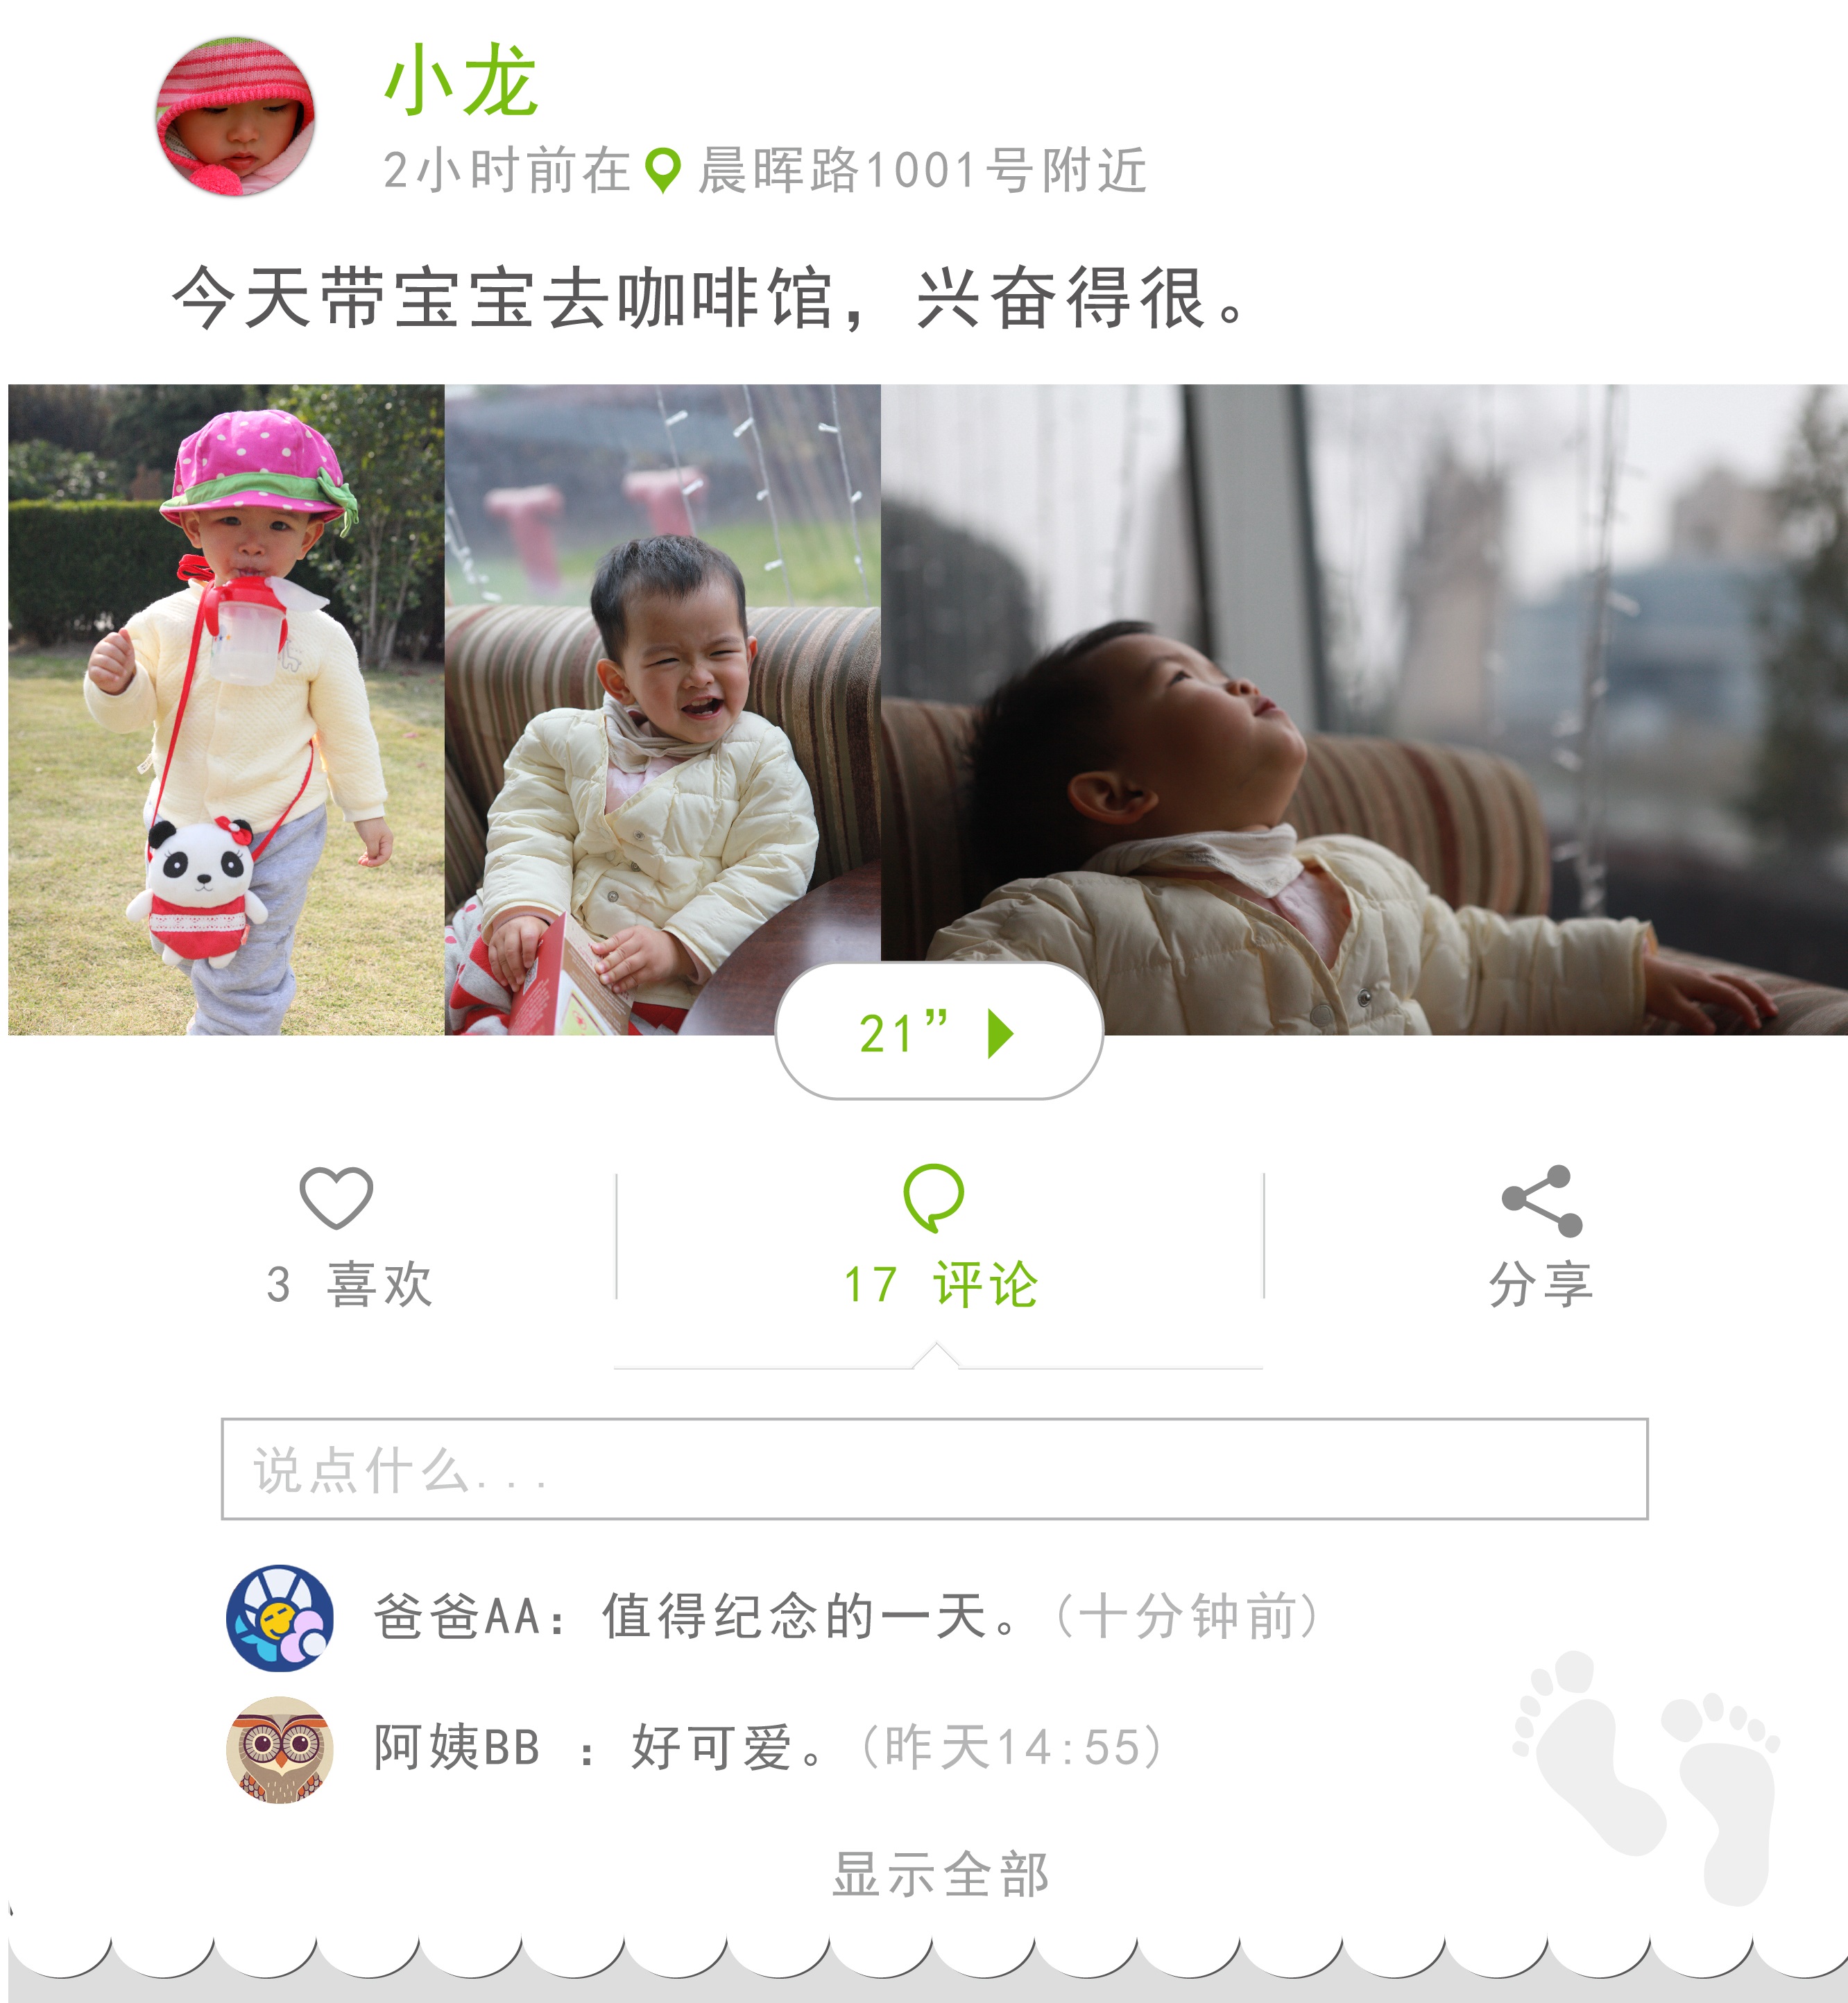 小龙
2小时前在 晨晖路1001号附近
今天带宝宝去咖啡馆，兴奋得很。
21”
3 喜欢
17 评论
分享
说点什么...
爸爸AA：值得纪念的一天。(十分钟前)
阿姨BB ：好可爱。(昨天14:55)
显示全部